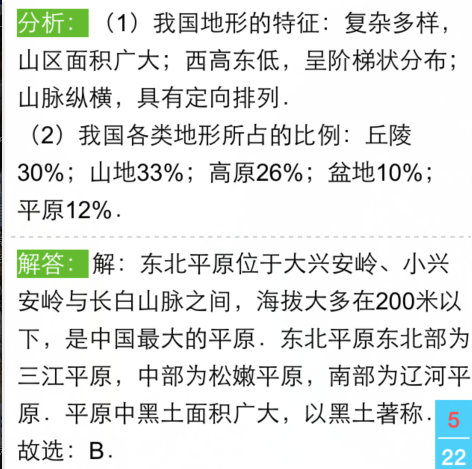 分析：（1）我国地形的特征：复杂多样，
山区面积广大；西高东低，呈阶梯状分布；
山脉纵横，具有定向排列．
（2）我国各类地形所占的比例：丘陵
30%；山地33%；高原26%；盆地10%；
平原12%．
解答：解：东北平原位于大兴安岭、小兴
安岭与长白山脉之间，海拔大多在200米以
下，是中国最大的平原．东北平原东北部为
三江平原，中部为松嫩平原，南部为辽河平
原．平原中黑土面积广大，以黑土著称．
故选：B．
5
22